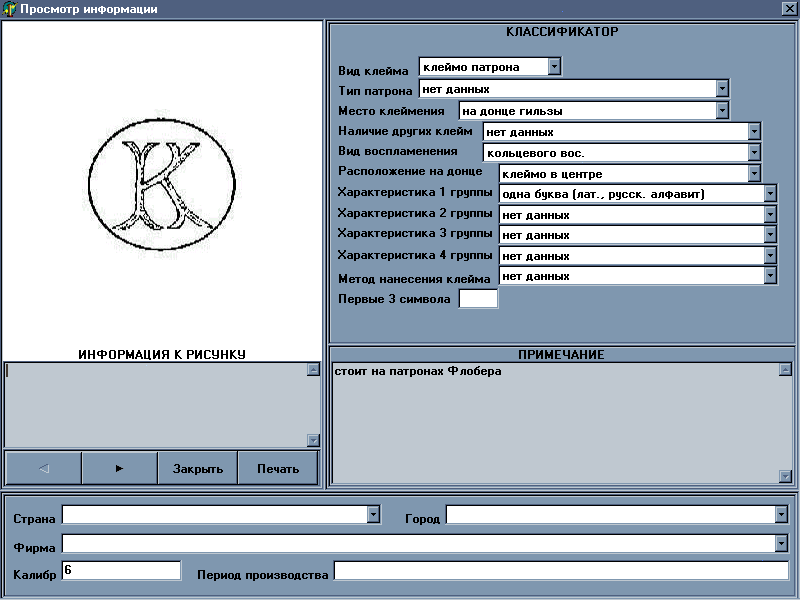 Просмотр информации
К
ИНФОРМАЦИЯ К РИСУНКУ
Закрыть
Печать
КЛАССИФИКАТОР
Вид клейма клеймо патрона
Тип патрона нет данных
Место клеймения на донце гильзы
Наличие других клейм нет данных
Вид воспламенения кольцевого вос.
Расположение на донце клеймо в центре
Характеристика 1 группы одна буква (лат., русск. алфавит)
Характеристика 2 группы нет данных
Характеристика 3 группы нет данных
Характеристика 4 группы нет данных
Метод нанесения клейма нет данных
Первые 3 символа
ПРИМЕЧАНИЕ
стоит на патронах Флобера
Страна Город
Фирма
Калибр 6 Период производства